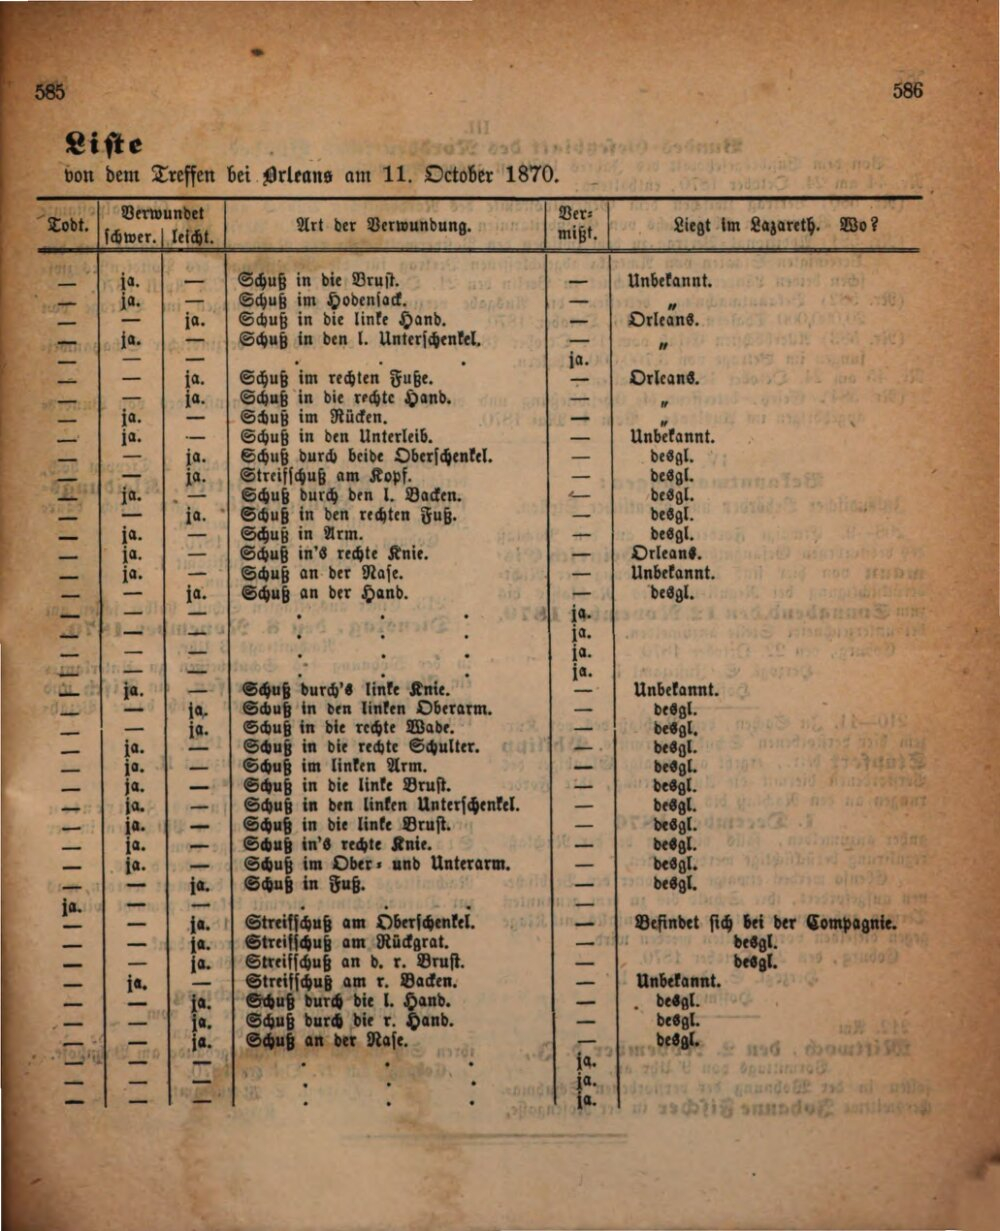 585
586
Liste
von dem Treffen bei Orleans am 11. October 1870.
Todt. | Verwundet schwer. | leicht. | Art der Verwundung. | Ver-mißt. | Liegt im Lazareth. Wo?
— ja. — Schuß in die Brust. — Unbekannt.
— ja. — Schuß im Hodensack. — „
— — ja. Schuß in die linke Hand. — Orleans.
— ja. — Schuß in den l. Unterschenkel. — „
— — — . . . ja.
— — ja. Schuß im rechten Fuße. — Orleans.
— — ja. Schuß in die rechte Hand. — „
— ja. — Schuß im Rücken. — „
— ja. — Schuß in den Unterleib. — Unbekannt.
— — ja. Schuß durch beide Oberschenkel. — desgl.
— — ja. Streifschuß am Kopf. — desgl.
— ja. — Schuß durch den l. Backen. — desgl.
— — ja. Schuß in den rechten Fuß. — desgl.
— ja. — Schuß in Arm. — desgl.
— ja. — Schuß in's rechte Knie. — Orleans.
— ja. — Schuß an der Nase. — Unbekannt.
— — ja. Schuß an der Hand. — desgl.
— — — . . . ja.
— — — . . . ja.
— — — . . . ja.
— — — . . . ja.
— ja. — Schuß durch's linke Knie. — Unbekannt.
— — ja. Schuß in den linken Oberarm. — desgl.
— — ja. Schuß in die rechte Wade. — desgl.
— ja. — Schuß in die rechte Schulter. — desgl.
— ja. — Schuß im linken Arm. — desgl.
— ja. — Schuß in die linke Brust. — desgl.
— ja. — Schuß in den linken Unterschenkel. — desgl.
— ja. — Schuß in die linke Brust. — desgl.
— ja. — Schuß in's rechte Knie. — desgl.
— ja. — Schuß im Ober- und Unterarm. — desgl.
— — ja. Schuß in Fuß. — desgl.
ja. — — . . . —
— — ja. Streifschuß am Oberschenkel. — Befindet sich bei der Compagnie.
— — ja. Streifschuß am Rückgrat. — desgl.
— — ja. Streifschuß an d. r. Brust. — desgl.
— ja. — Streifschuß am r. Backen. — Unbekannt.
— — ja. Schuß durch die l. Hand. — desgl.
— — ja. Schuß durch die r. Hand. — desgl.
— — ja. Schuß an der Nase. — desgl.
— — — . . . ja.
— — — . . . ja.
— — — . . . ja.